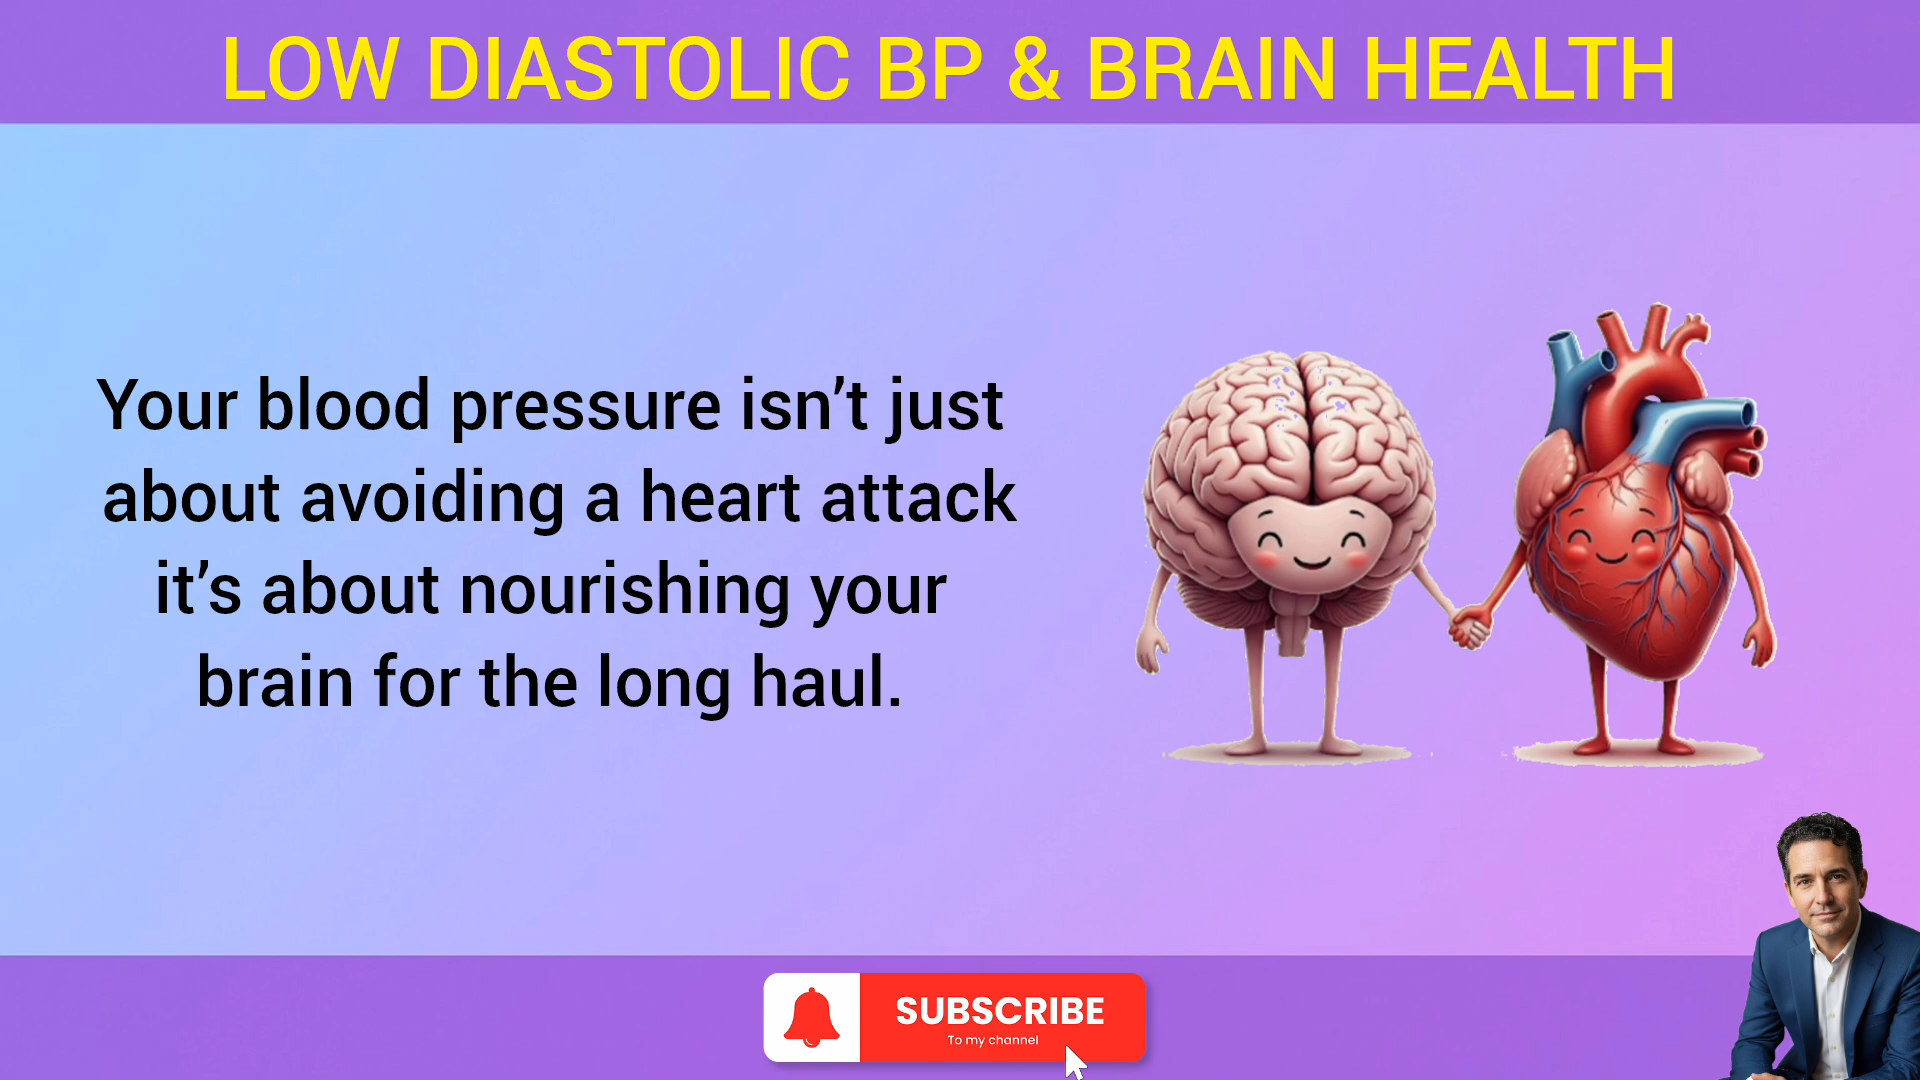 LOW DIASTOLIC BP & BRAIN HEALTH
Your blood pressure isn’t just
about avoiding a heart attack
it’s about nourishing your
brain for the long haul.
SUBSCRIBE
To my channel